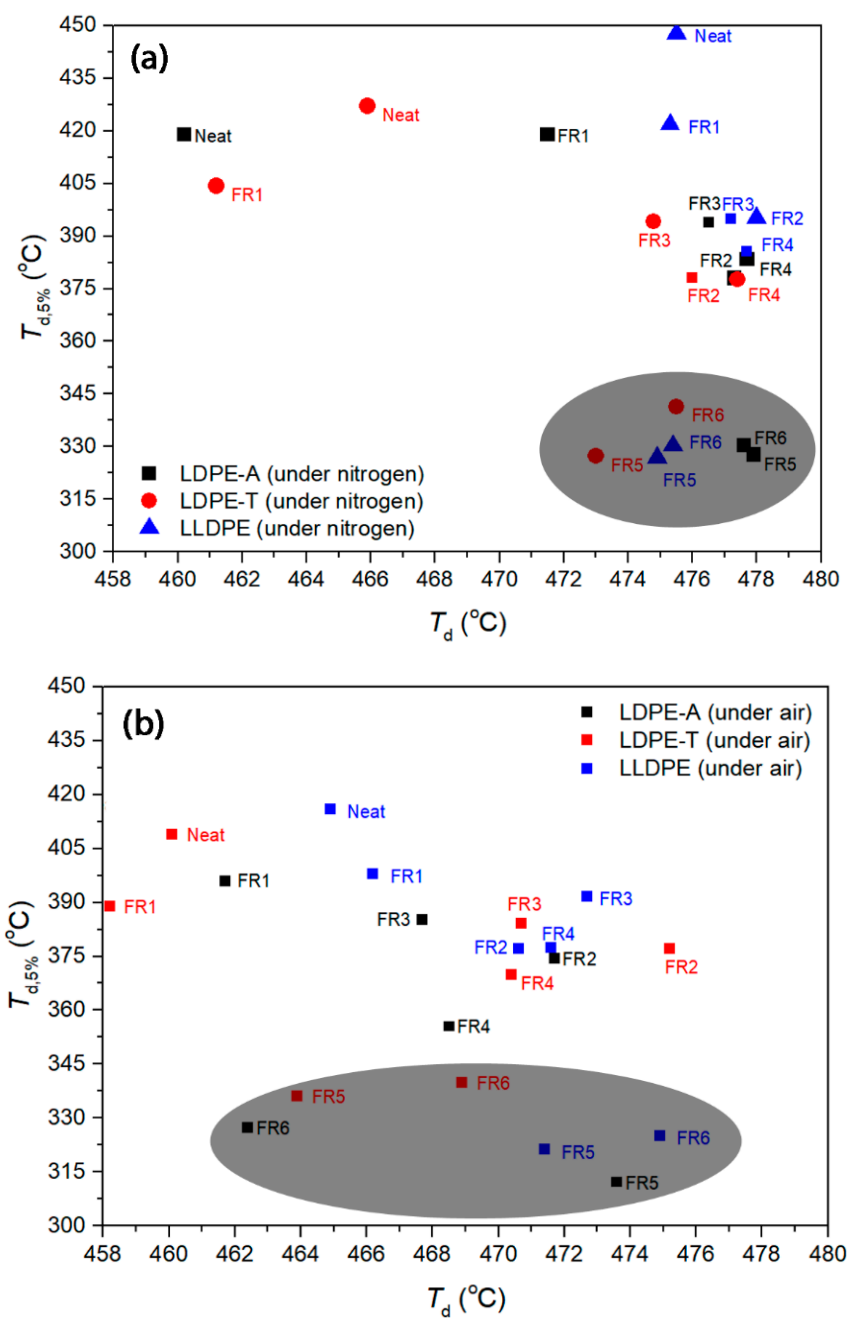 (a)
450
435
420
405
390
375
360
345
330
315
300
T d,5% (°C)
Neat
Neat
Neat
FR1
FR1
FR1
FR3
FR3
FR2
FR3
FR4
FR2
FR4
FR2
FR4
FR6
FR6
FR6
FR5
FR5
FR5
LDPE-A (under nitrogen)
LDPE-T (under nitrogen)
LLDPE (under nitrogen)
458 460 462 464 466 468 470 472 474 476 478 480
T d (°C)
(b)
450
435
420
405
390
375
360
345
330
315
300
T d,5% (°C)
LDPE-A (under air)
LDPE-T (under air)
LLDPE (under air)
Neat
Neat
FR1
FR1
FR1
FR3
FR3
FR3
FR2
FR4
FR2
FR2
FR4
FR4
FR6
FR5
FR6
FR5
FR6
FR5
458 460 462 464 466 468 470 472 474 476 478 480
T d (°C)